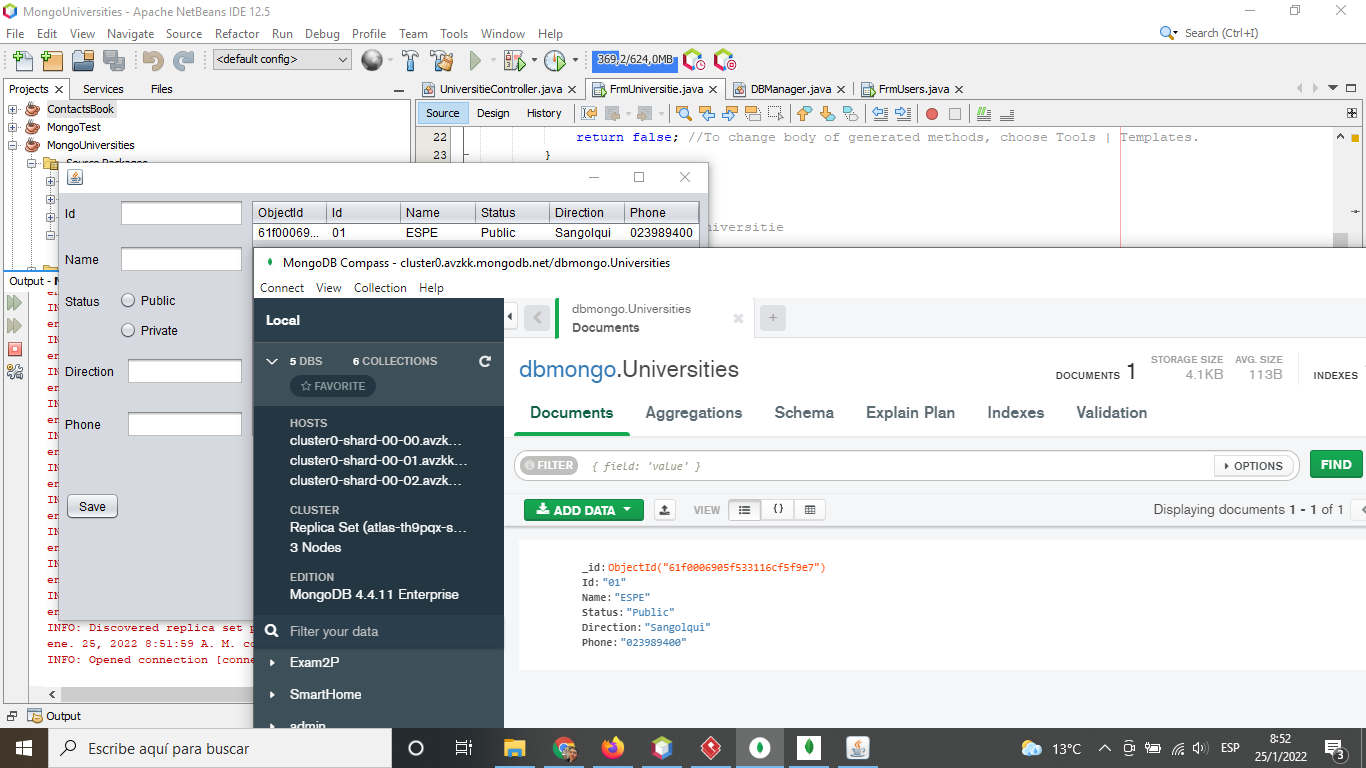 MongoUniversities - Apache NetBeans IDE 12.5
File Edit View Navigate Source Refactor Run Debug Profile Team Tools Window Help
Search (Ctrl+I)
<default config>
369,2/624,0MB
Projects Services Files
UniversitieController.java FrmUniversitie.java DBManager.java FrmUsers.java
ContactsBook
MongoTest
MongoUniversities
Source Packages
Source Design History
22 return false; //To change body of generated methods, choose Tools | Templates.
23 }
iversitie
Id
Name
Status Public
Private
Direction
Phone
Save
ObjectId Id Name Status Direction Phone
61f00069... 01 ESPE Public Sangolqui 023989400
Output -
INFO: Discovered replica set p
ene. 25, 2022 8:51:59 A. M. co
INFO: Opened connection [conne
Output
MongoDB Compass - cluster0.avzkk.mongodb.net/dbmongo.Universities
Connect View Collection Help
Local
5 DBS 6 COLLECTIONS
FAVORITE
HOSTS
cluster0-shard-00-00.avzk...
cluster0-shard-00-01.avzkk...
cluster0-shard-00-02.avzk...
CLUSTER
Replica Set (atlas-th9pqx-s...
3 Nodes
EDITION
MongoDB 4.4.11 Enterprise
Filter your data
Exam2P
SmartHome
admin
dbmongo.Universities
Documents
dbmongo.Universities
DOCUMENTS 1
STORAGE SIZE
4.1KB
AVG. SIZE
113B
INDEXES
Documents Aggregations Schema Explain Plan Indexes Validation
FILTER { field: 'value' }
OPTIONS
FIND
ADD DATA
VIEW
{}
Displaying documents 1 - 1 of 1
_id:ObjectId("61f0006905f533116cf5f9e7")
Id:"01"
Name:"ESPE"
Status:"Public"
Direction:"Sangolqui"
Phone:"023989400"
Escribe aquí para buscar
13°C
ESP
8:52
25/1/2022
3